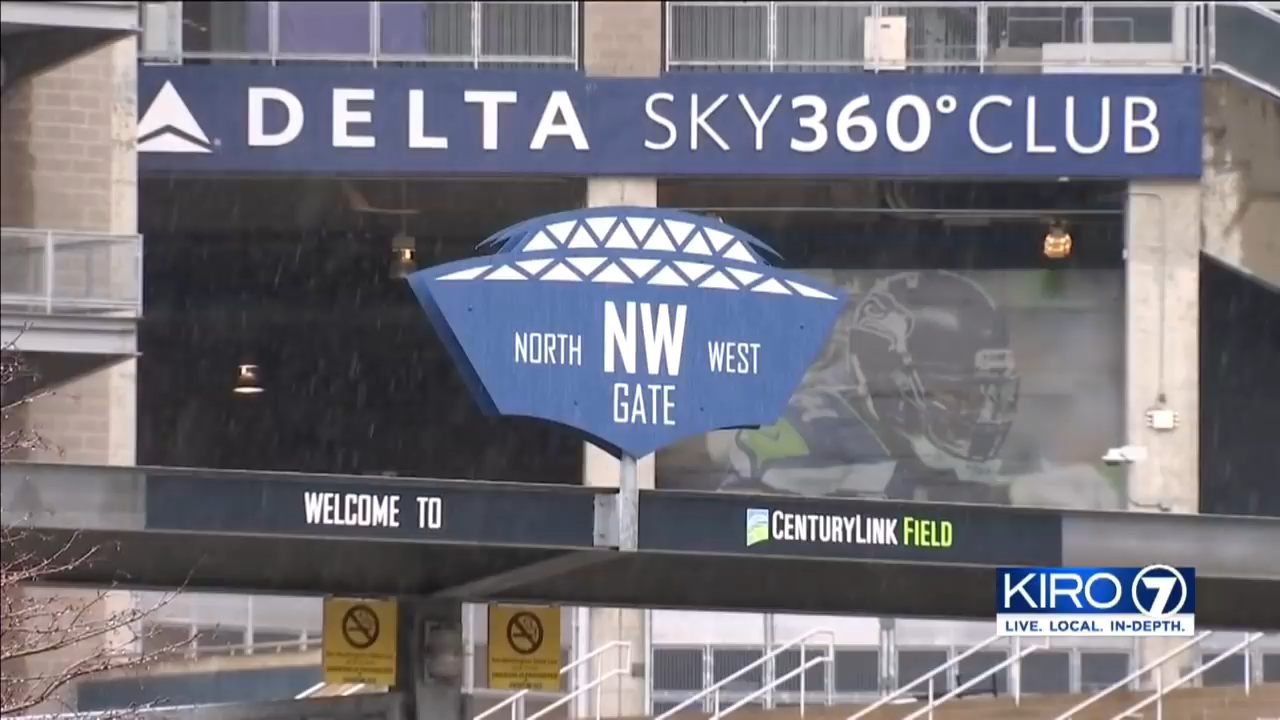 DELTA SKY360° CLUB
NORTH NW WEST
GATE
WELCOME TO CENTURYLINK FIELD
KIRO 7
LIVE. LOCAL. IN-DEPTH.